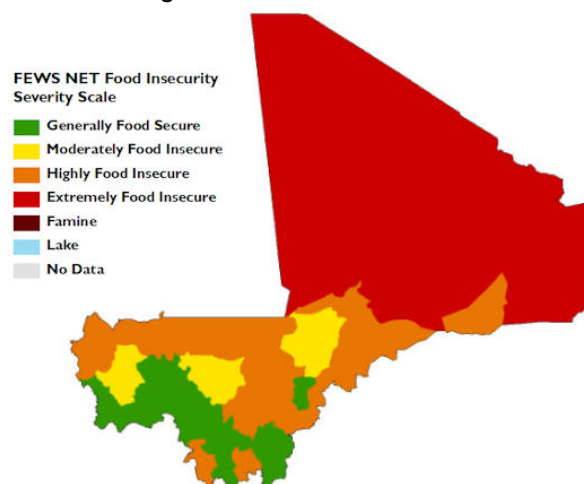 FEWS NET Food Insecurity
Severity Scale
Generally Food Secure
Moderately Food Insecure
Highly Food Insecure
Extremely Food Insecure
Famine
Lake
No Data